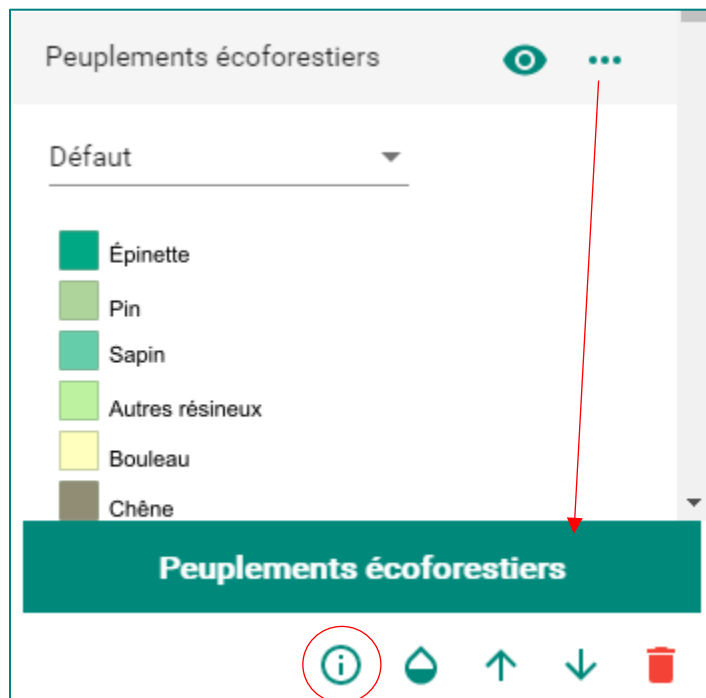 Peuplements écoforestiers
Défaut
Épinette
Pin
Sapin
Autres résineux
Bouleau
Chêne
Peuplements écoforestiers